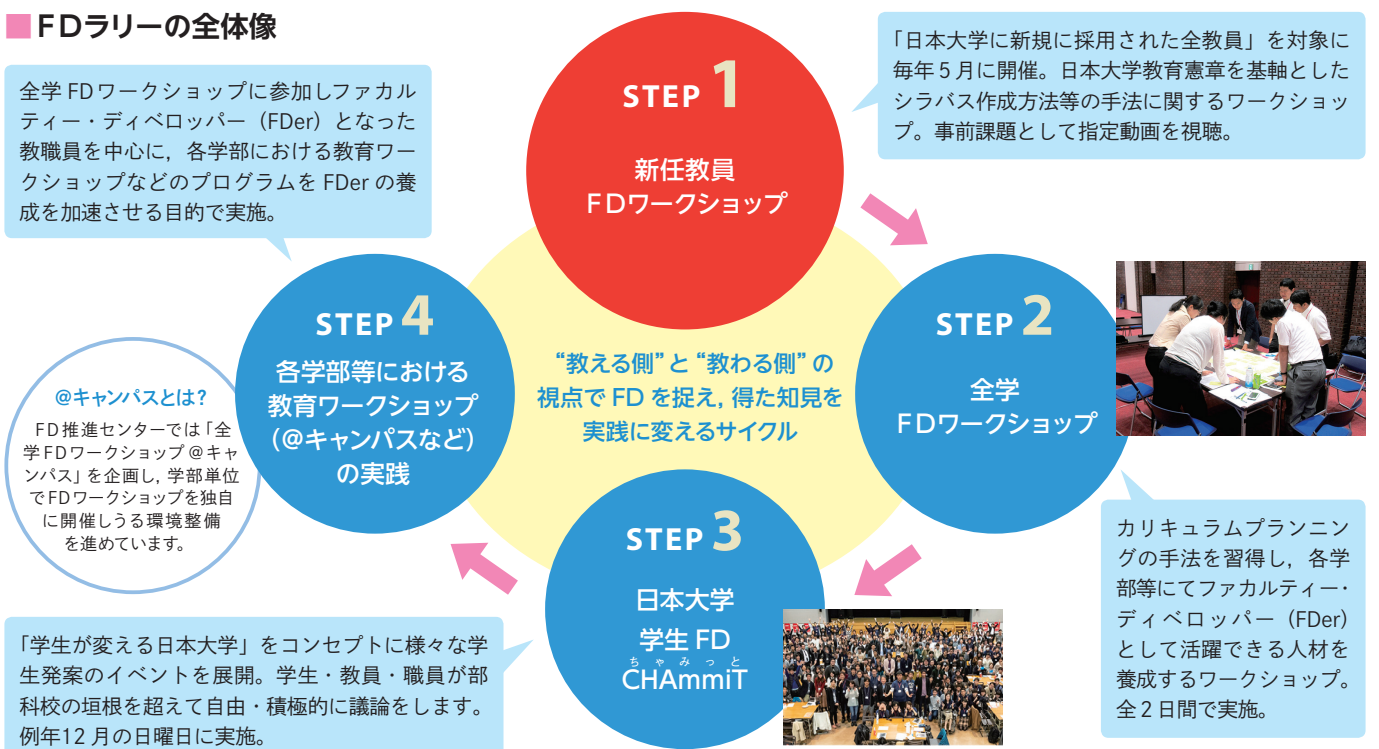 ■FDラリーの全体像
全学FDワークショップに参加しファカル
ティー・ディベロッパー（FDer）となった
教職員を中心に，各学部における教育ワー
クショップなどのプログラムをFDerの養
成を加速させる目的で実施。
STEP 1
新任教員
FDワークショップ
「日本大学に新規に採用された全教員」を対象に
毎年5月に開催。日本大学教育憲章を基軸とした
シラバス作成方法等の手法に関するワークショッ
プ。事前課題として指定動画を視聴。
STEP 4
各学部等における
教育ワークショップ
（@キャンパスなど）
の実践
“教える側”と“教わる側”の
視点でFDを捉え，得た知見を
実践に変えるサイクル
STEP 2
全学
FDワークショップ
@キャンパスとは?
FD推進センターでは「全
学FDワークショップ@キャ
ンパス」を企画し，学部単位
でFDワークショップを独自
に開催しうる環境整備
を進めています。
STEP 3
日本大学
学生FD
ちゃみっと
CHAmmiT
カリキュラムプランニン
グの手法を習得し，各学
部等にてファカルティー・
ディベロッパー（FDer）
として活躍できる人材を
養成するワークショップ。
全2日間で実施。
「学生が変える日本大学」をコンセプトに様々な学
生発案のイベントを展開。学生・教員・職員が部
科校の垣根を超えて自由・積極的に議論をします。
例年12月の日曜日に実施。